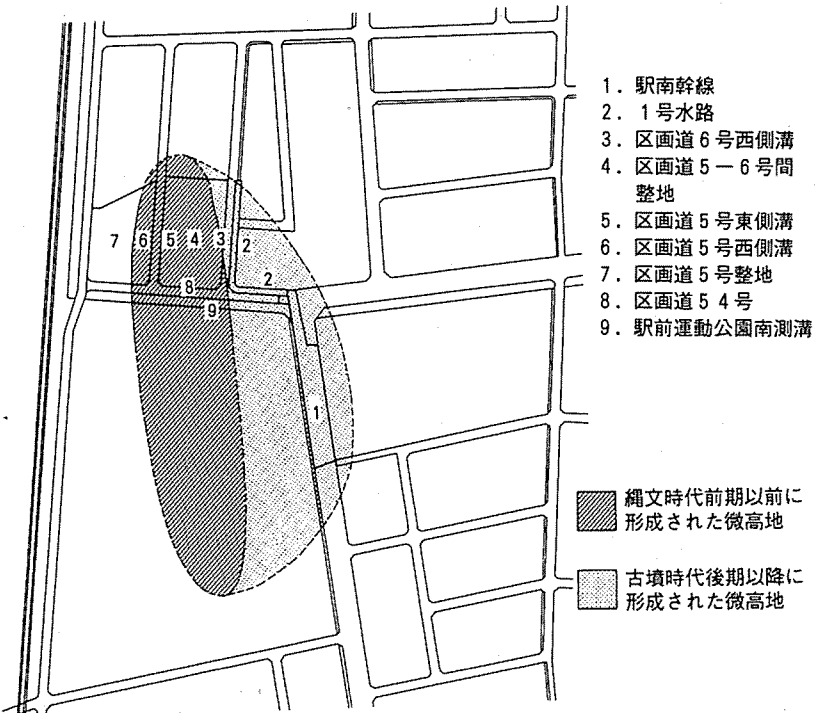 1．駅南幹線
2．1号水路
3．区画道6号西側溝
4．区画道5－6号間
整地
5．区画道5号東側溝
6．区画道5号西側溝
7．区画道5号整地
8．区画道54号
9．駅前運動公園南測溝
7 6 5 4 3 2
2
8
9
1
縄文時代前期以前に
形成された微高地
古墳時代後期以降に
形成された微高地